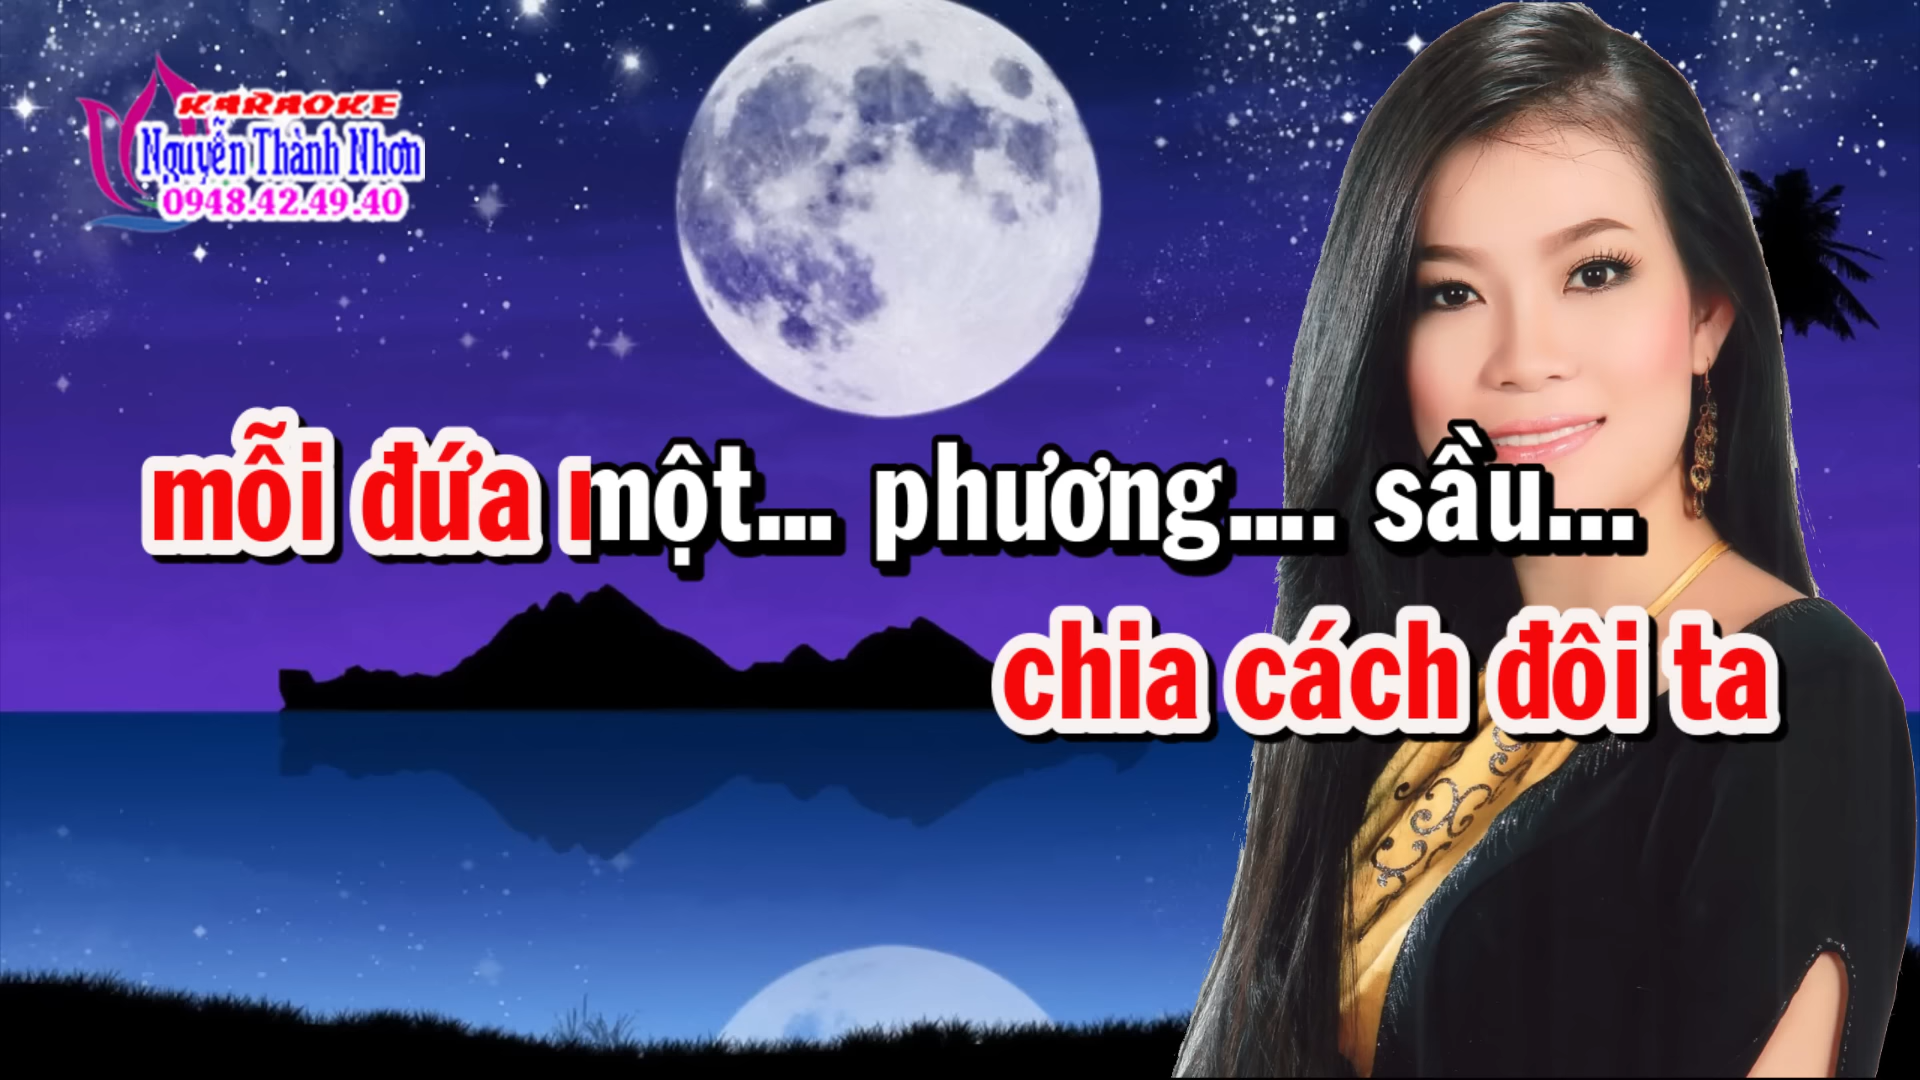 KARAOKE
Nguyễn Thành Nhơn
0948.42.49.40
mỗi đứa một... phương.... sầu...
chia cách đôi ta